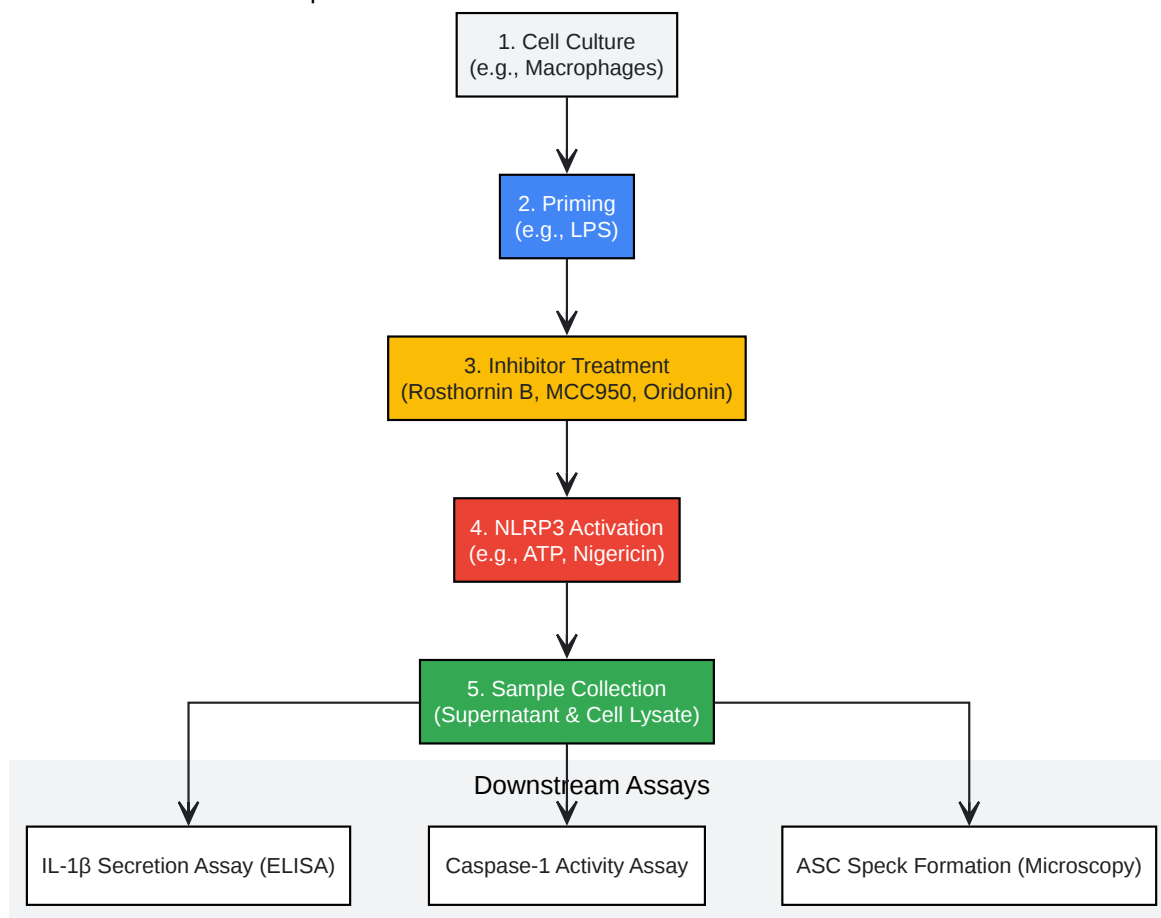 1. Cell Culture
(e.g., Macrophages)
2. Priming
(e.g., LPS)
3. Inhibitor Treatment
(Rosthornin B, MCC950, Oridonin)
4. NLRP3 Activation
(e.g., ATP, Nigericin)
5. Sample Collection
(Supernatant & Cell Lysate)
Downstream Assays
IL-1β Secretion Assay (ELISA)
Caspase-1 Activity Assay
ASC Speck Formation (Microscopy)